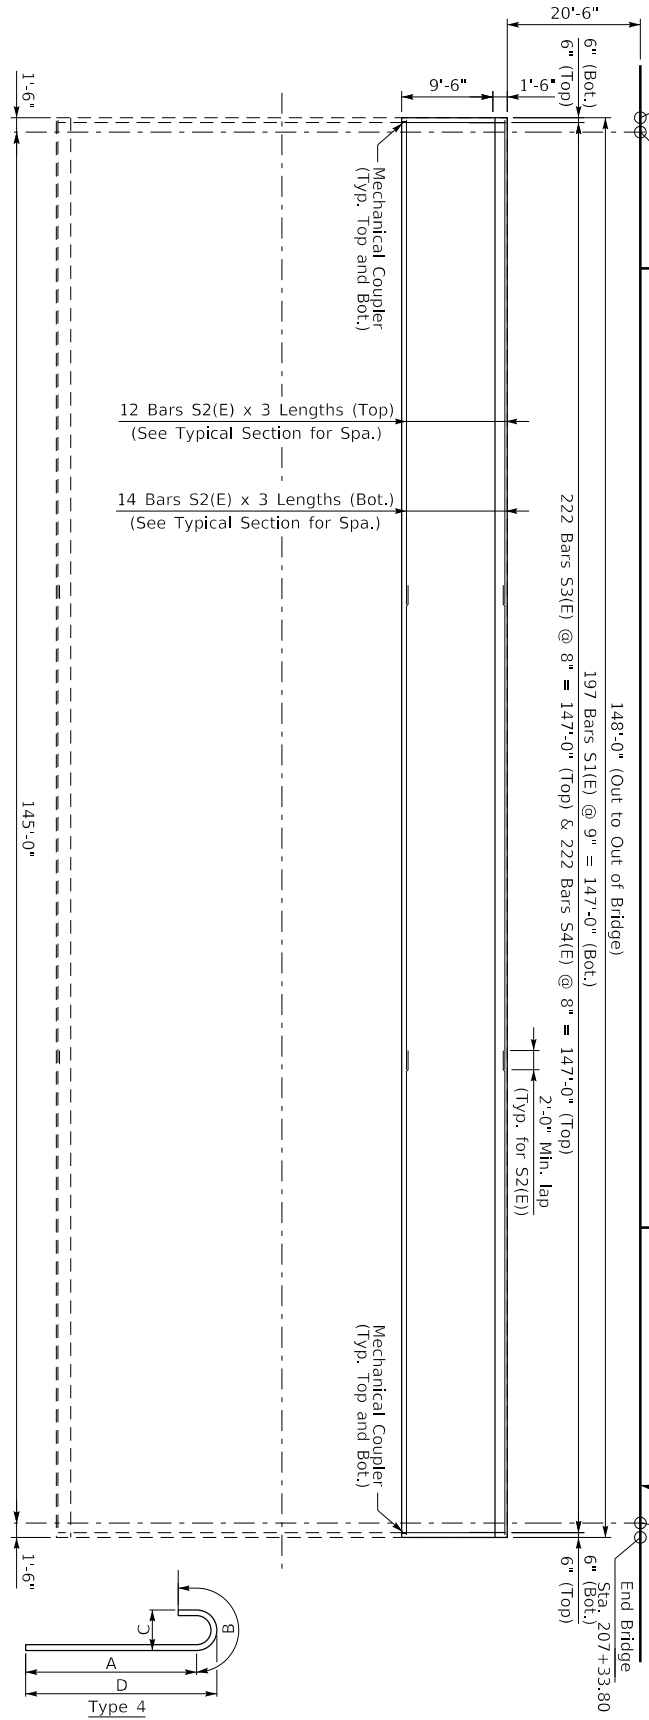 20'-6"
6" (Bot.)
6" (Top)
9'-6"
1'-6"
1'-6"
Mechanical Coupler
(Typ. Top and Bot.)
12 Bars S2(E) x 3 Lengths (Top)
(See Typical Section for Spa.)
14 Bars S2(E) x 3 Lengths (Bot.)
(See Typical Section for Spa.)
148'-0" (Out to Out of Bridge)
197 Bars S1(E) @ 9" = 147'-0" (Bot.)
222 Bars S3(E) @ 8" = 147'-0" (Top) & 222 Bars S4(E) @ 8" = 147'-0" (Top)
145'-0"
2'-0" Min. lap
(Typ. for S2(E))
Mechanical Coupler
(Typ. Top and Bot.)
End Bridge
Sta. 207+33.80
6" (Bot.)
6" (Top)
1'-6"
B
C
A
D
Type 4